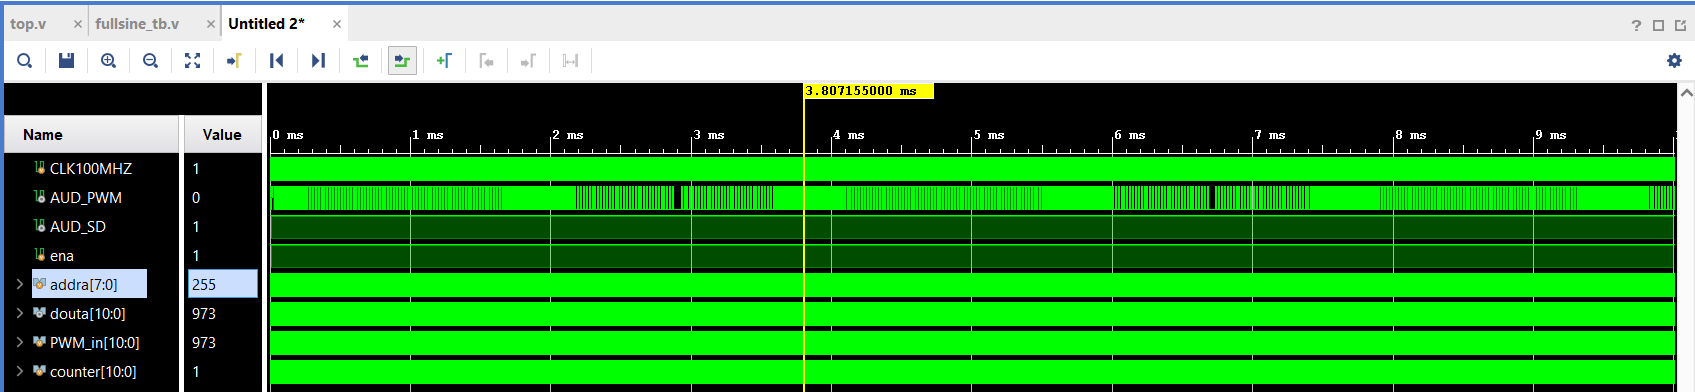 top.v × fullsine_tb.v × Untitled 2* ×
?
3.807155000 ms
Name Value 0 ms 1 ms 2 ms 3 ms 4 ms 5 ms 6 ms 7 ms 8 ms 9 ms
CLK100MHZ 1
AUD_PWM 0
AUD_SD 1
ena 1
addra[7:0] 255
douta[10:0] 973
PWM_in[10:0] 973
counter[10:0] 1